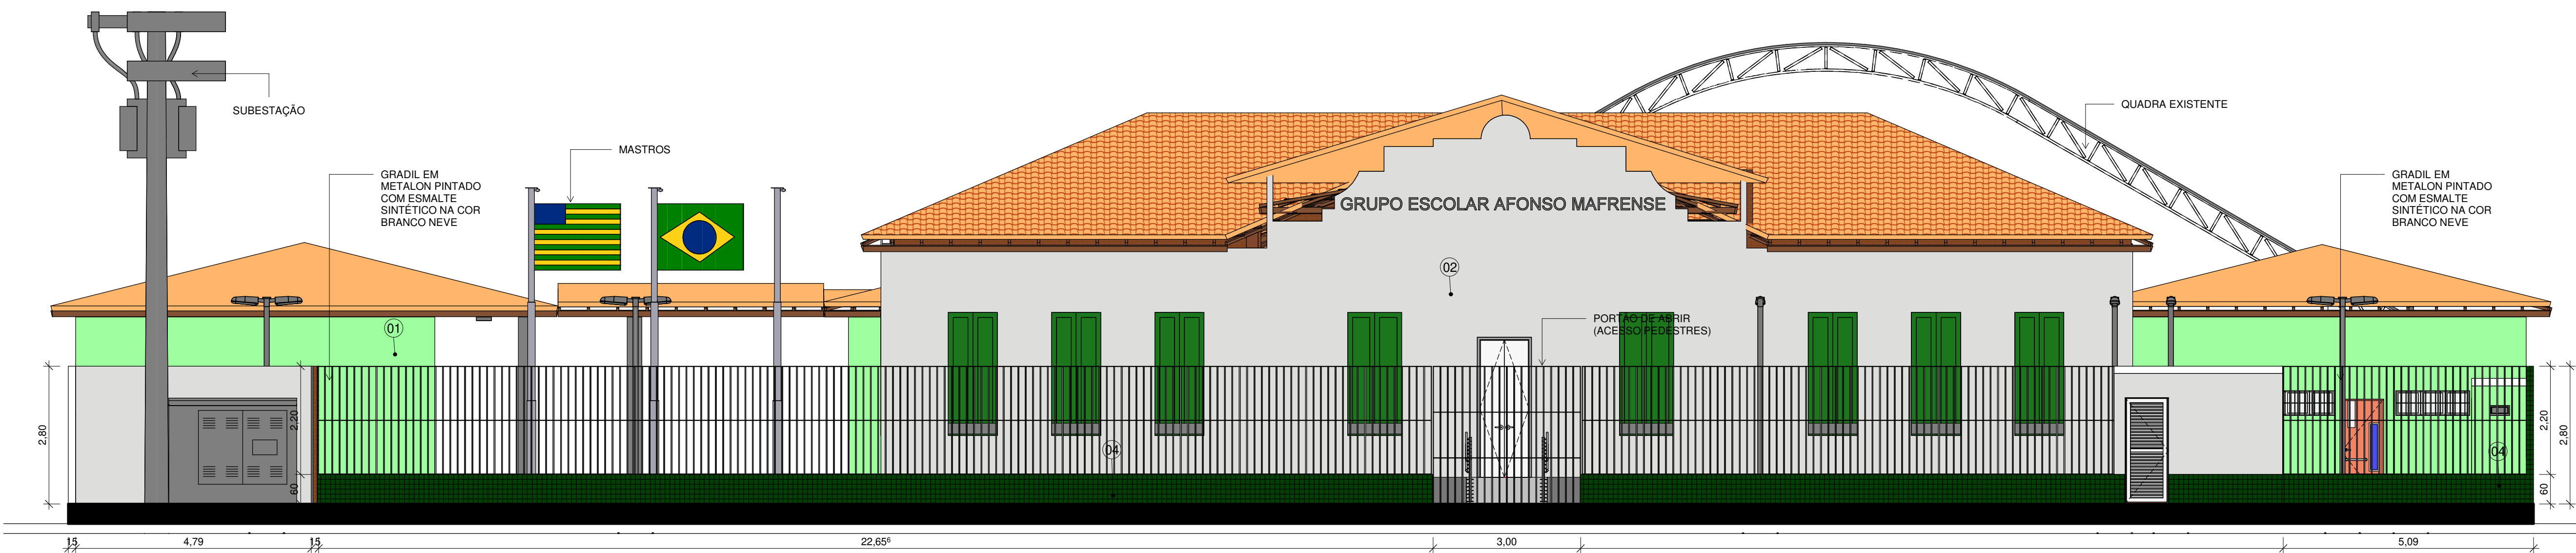 SUBESTAÇÃO
MASTROS
GRADIL EM
METALON PINTADO
COM ESMALTE
SINTÉTICO NA COR
BRANCO NEVE
GRUPO ESCOLAR AFONSO MAFRENSE
QUADRA EXISTENTE
GRADIL EM
METALON PINTADO
COM ESMALTE
SINTÉTICO NA COR
BRANCO NEVE
01
02
PORTÃO DE ABRIR
(ACESSO PEDESTRES)
04
04
2,80
2,20
60
2,20
60
2,80
15
4,79
15
22,65⁶
3,00
5,09